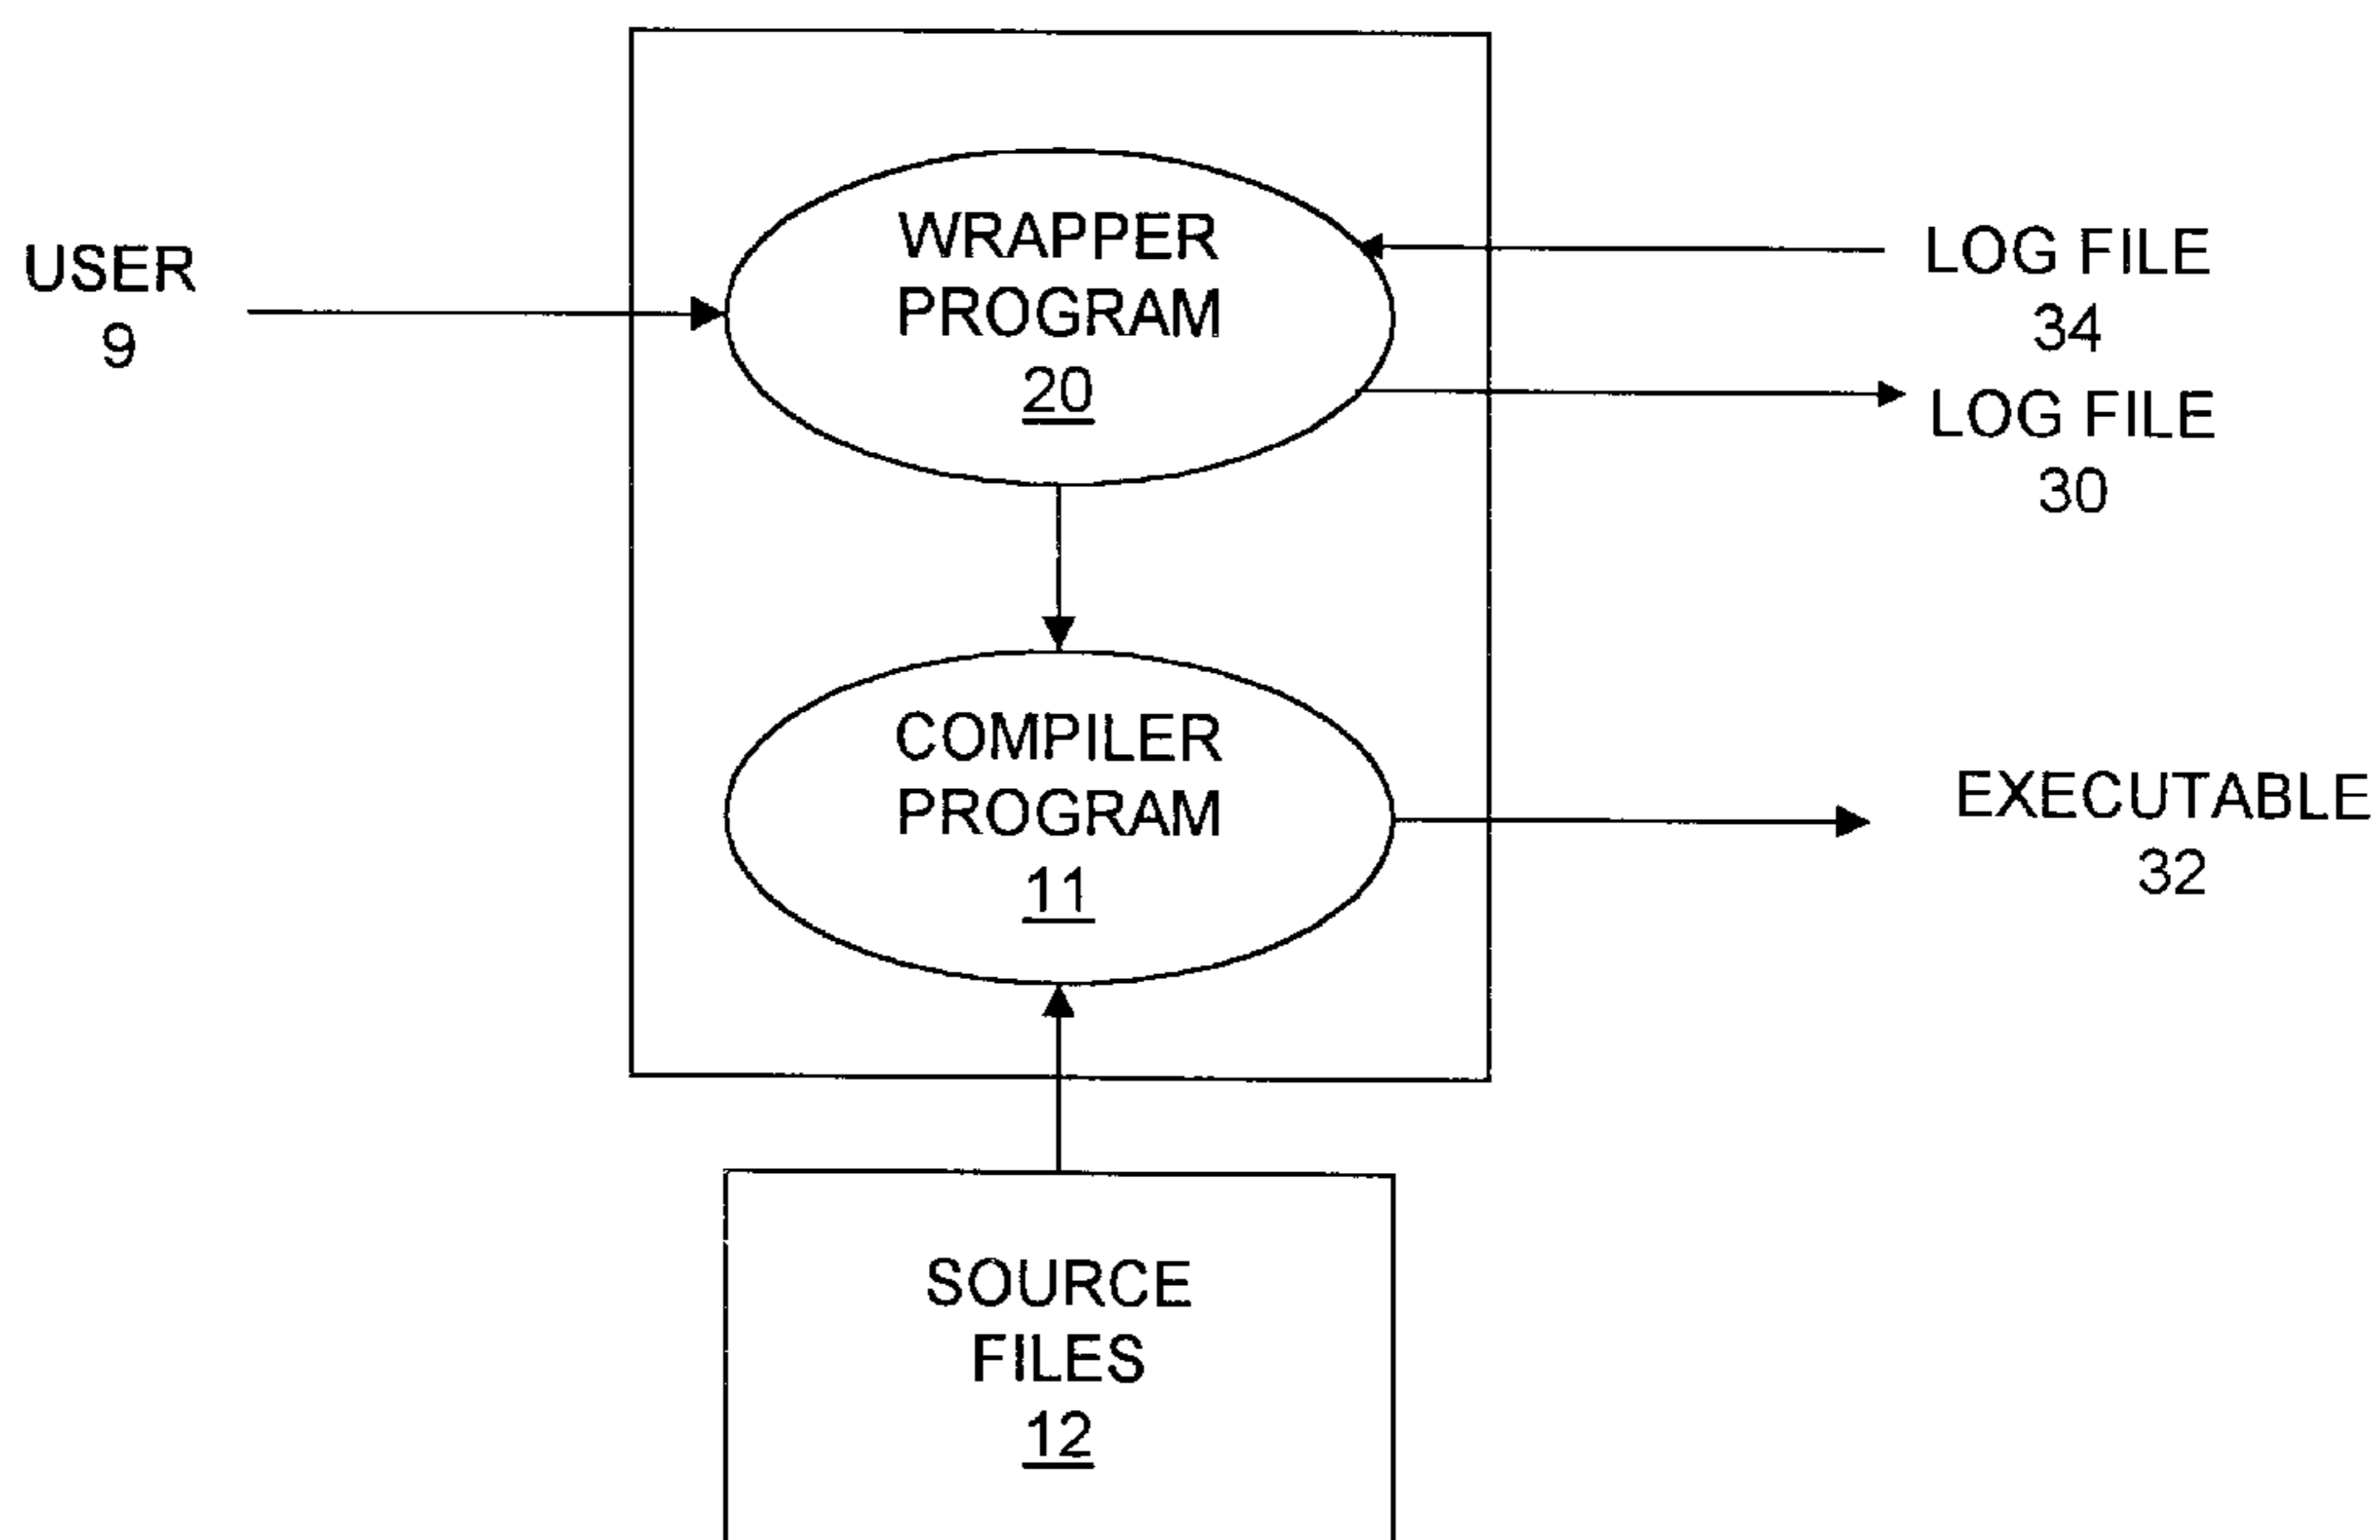 USER
9
WRAPPER
PROGRAM
20
LOG FILE
34
LOG FILE
30
COMPILER
PROGRAM
11
EXECUTABLE
32
SOURCE
FILES
12